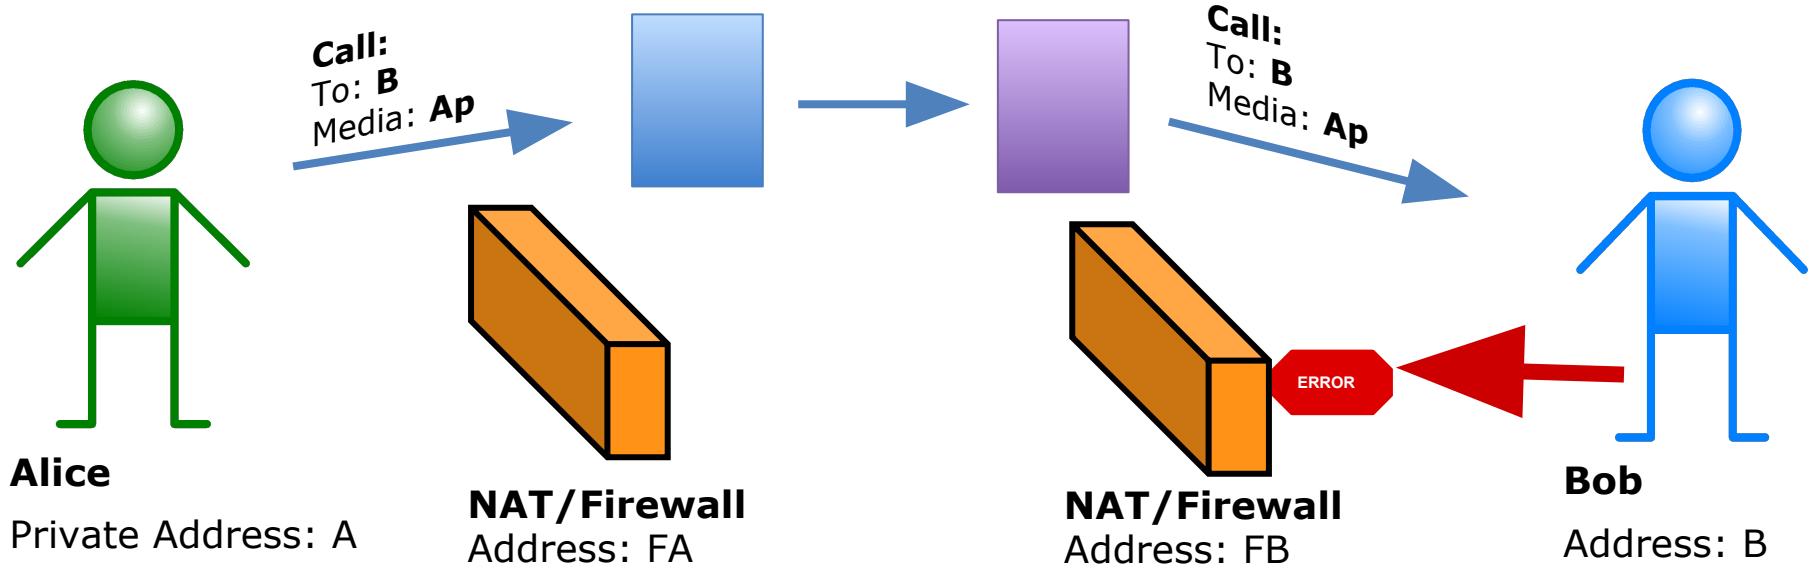 Call:
To: B
Media: Ap
Call:
To: B
Media: Ap
ERROR
Alice
Private Address: A
NAT/Firewall
Address: FA
NAT/Firewall
Address: FB
Bob
Address: B